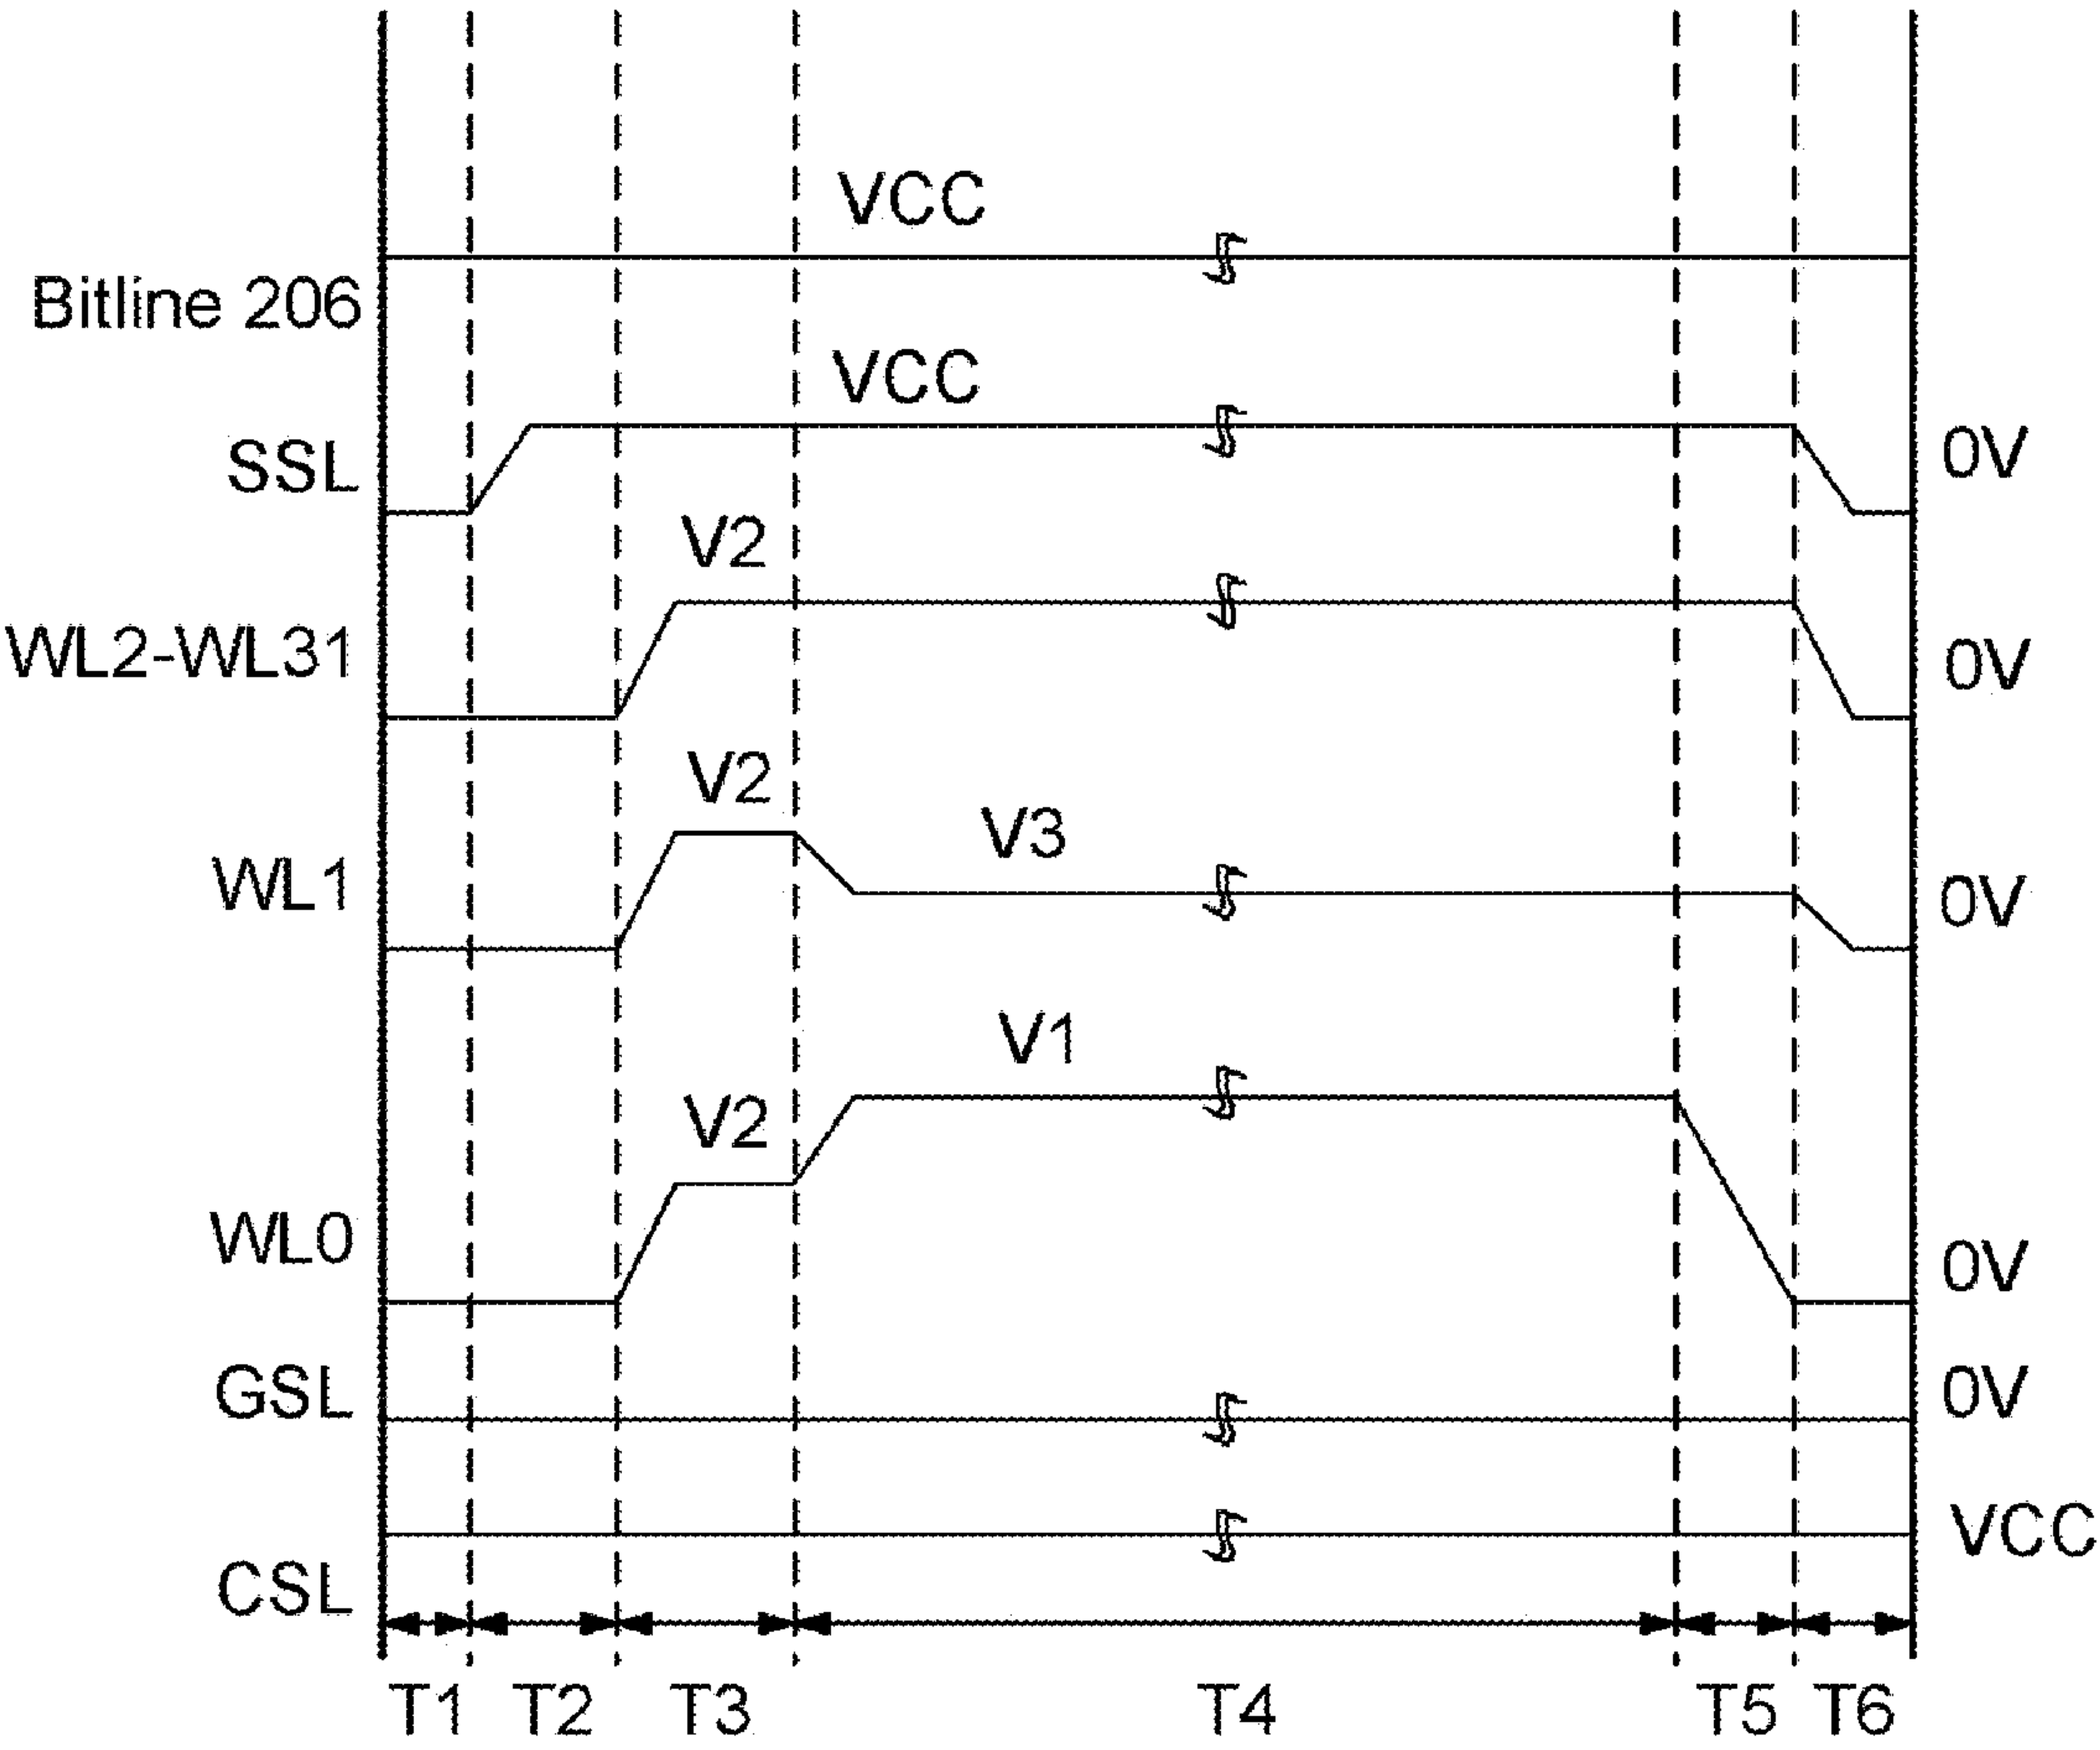 VCC
Bitline 206
VCC
SSL 0V
V2
WL2-WL31 0V
V2
V3
WL1 0V
V1
V2
WL0 0V
GSL 0V
VCC
CSL
T1 T2 T3 T4 T5 T6